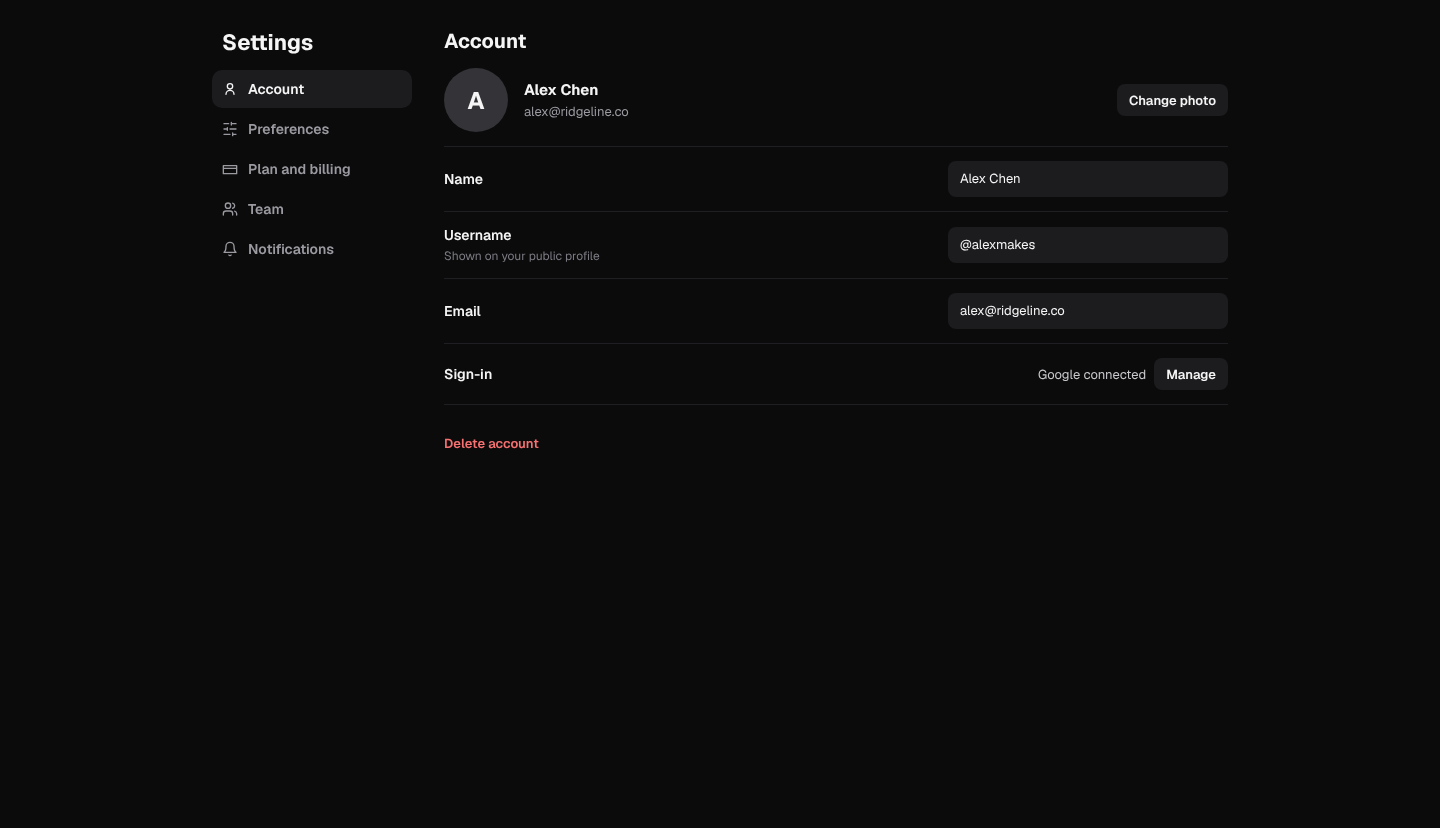 Settings
Account
Preferences
Plan and billing
Team
Notifications
Account
A
Alex Chen
alex@ridgeline.co
Change photo
Name
Alex Chen
Username
Shown on your public profile
@alexmakes
Email
alex@ridgeline.co
Sign-in
Google connected
Manage
Delete account